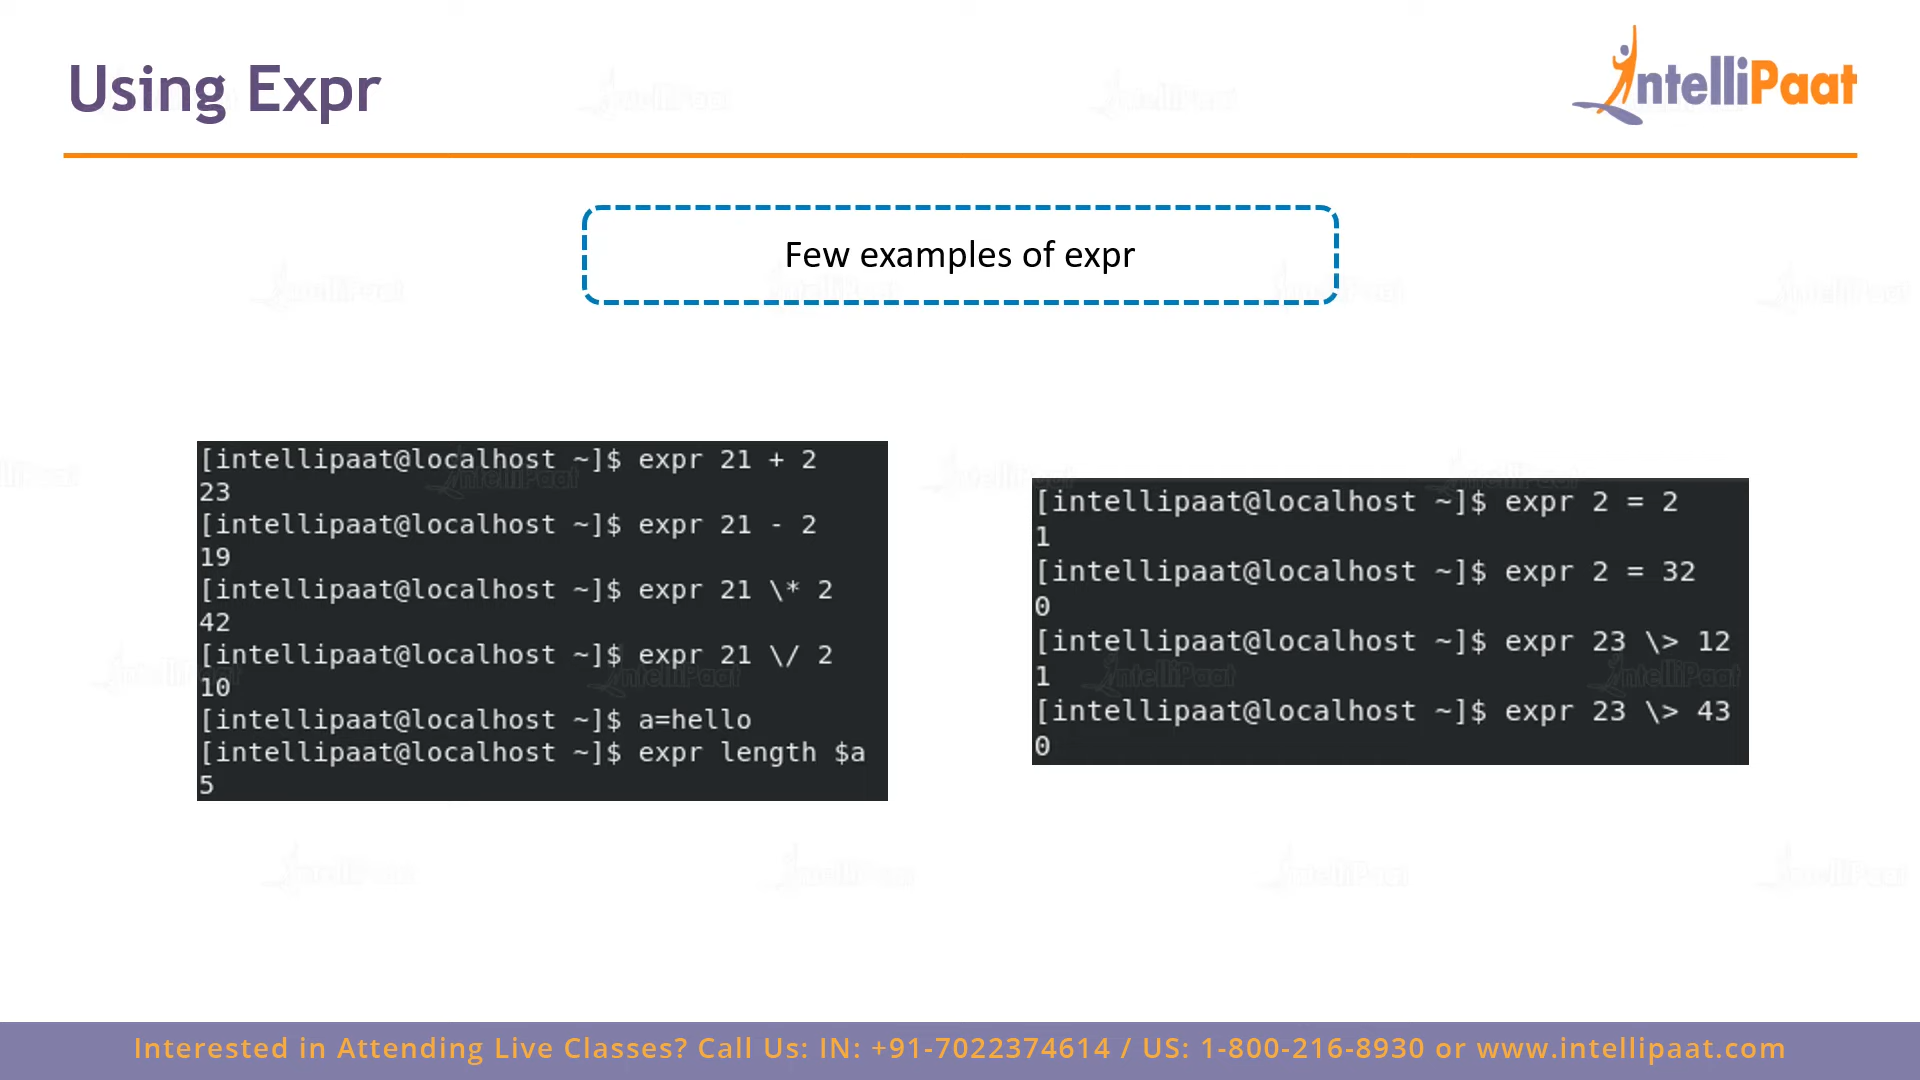 Using Expr
IntelliPaat
Few examples of expr
[intellipaat@localhost ~]$ expr 21 + 2
23
[intellipaat@localhost ~]$ expr 21 - 2
19
[intellipaat@localhost ~]$ expr 21 \* 2
42
[intellipaat@localhost ~]$ expr 21 \/ 2
10
[intellipaat@localhost ~]$ a=hello
[intellipaat@localhost ~]$ expr length $a
5
[intellipaat@localhost ~]$ expr 2 = 2
1
[intellipaat@localhost ~]$ expr 2 = 32
0
[intellipaat@localhost ~]$ expr 23 \> 12
1
[intellipaat@localhost ~]$ expr 23 \> 43
0
Interested in Attending Live Classes? Call Us: IN: +91-7022374614 / US: 1-800-216-8930 or www.intellipaat.com